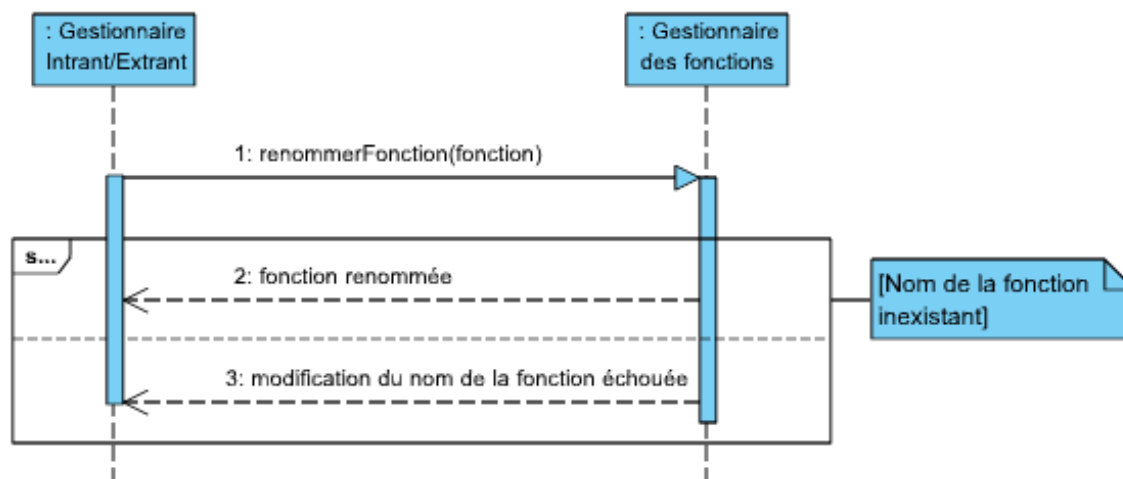 : Gestionnaire
Intrant/Extrant
: Gestionnaire
des fonctions
1: renommerFonction(fonction)
s...
2: fonction renommée
[Nom de la fonction
inexistant]
3: modification du nom de la fonction échouée